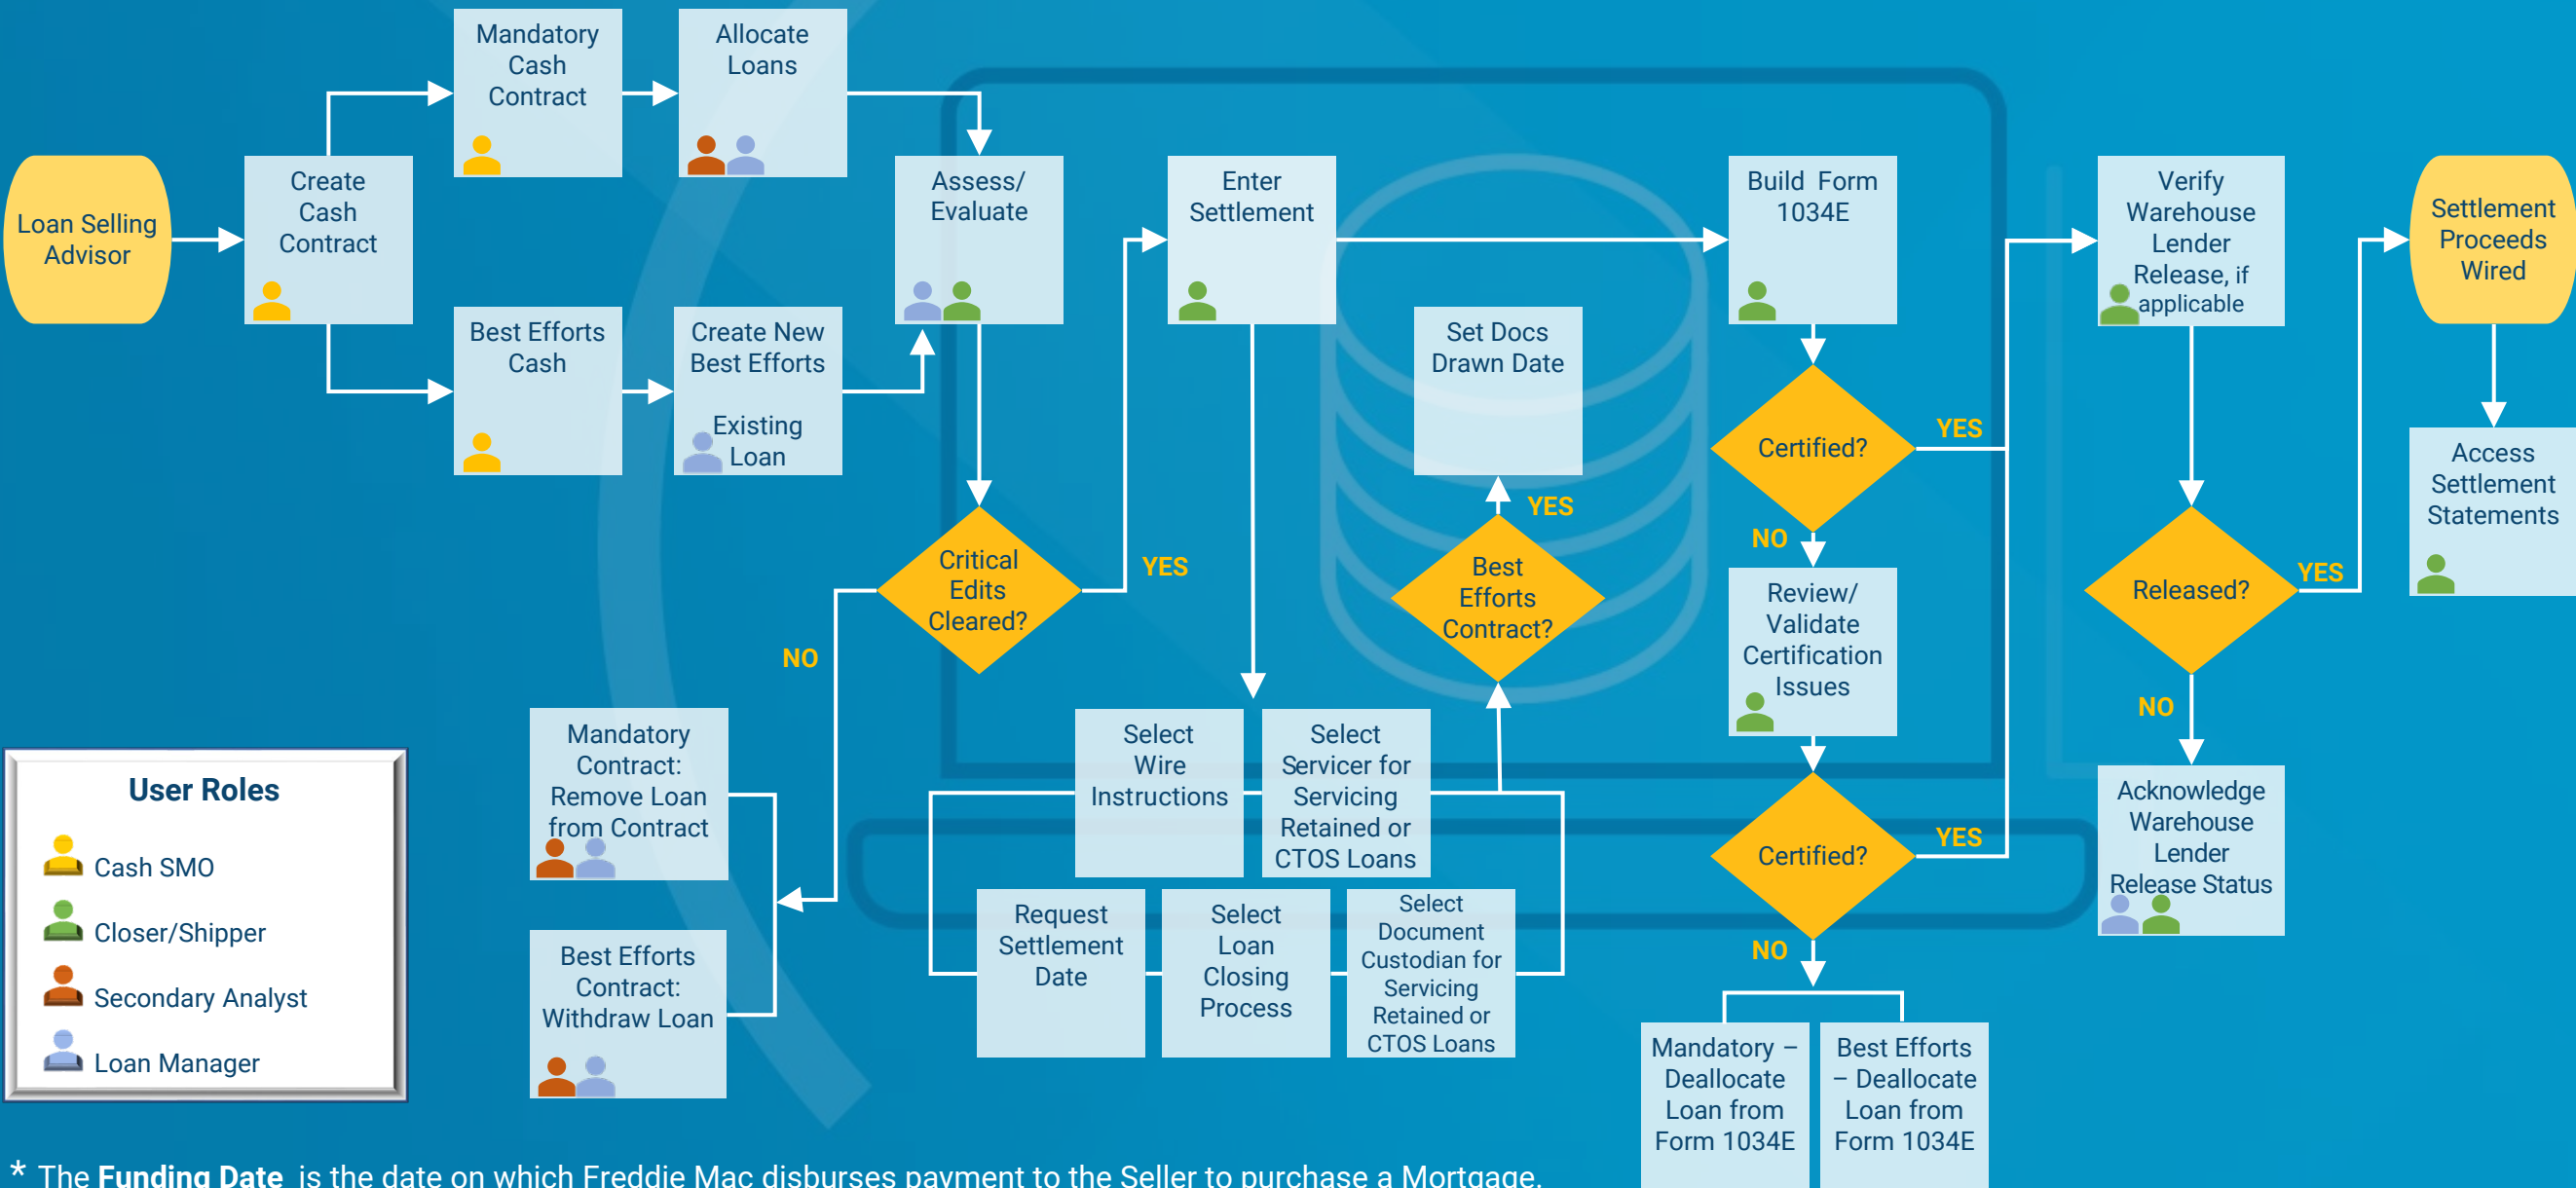 Mandatory
Cash
Contract
Allocate
Loans
Loan Selling
Advisor
Create
Cash
Contract
Best Efforts
Cash
Create New
Best Efforts
Existing
Loan
Assess/
Evaluate
Critical
Edits
Cleared?
YES
NO
Mandatory
Contract:
Remove Loan
from Contract
Best Efforts
Contract:
Withdraw Loan
Enter
Settlement
Select
Wire
Instructions
Select
Servicer for
Servicing
Retained or
CTOS Loans
Request
Settlement
Date
Select
Loan
Closing
Process
Select
Document
Custodian for
Servicing
Retained or
CTOS Loans
Best
Efforts
Contract?
YES
Set Docs
Drawn Date
Build Form
1034E
Certified?
YES
NO
Review/
Validate
Certification
Issues
Certified?
YES
NO
Mandatory –
Deallocate
Loan from
Form 1034E
Best Efforts
– Deallocate
Loan from
Form 1034E
Verify
Warehouse
Lender
Release, if
applicable
Released?
YES
NO
Acknowledge
Warehouse
Lender
Release Status
Settlement
Proceeds
Wired
Access
Settlement
Statements
User Roles
Cash SMO
Closer/Shipper
Secondary Analyst
Loan Manager
* The Funding Date is the date on which Freddie Mac disburses payment to the Seller to purchase a Mortgage.